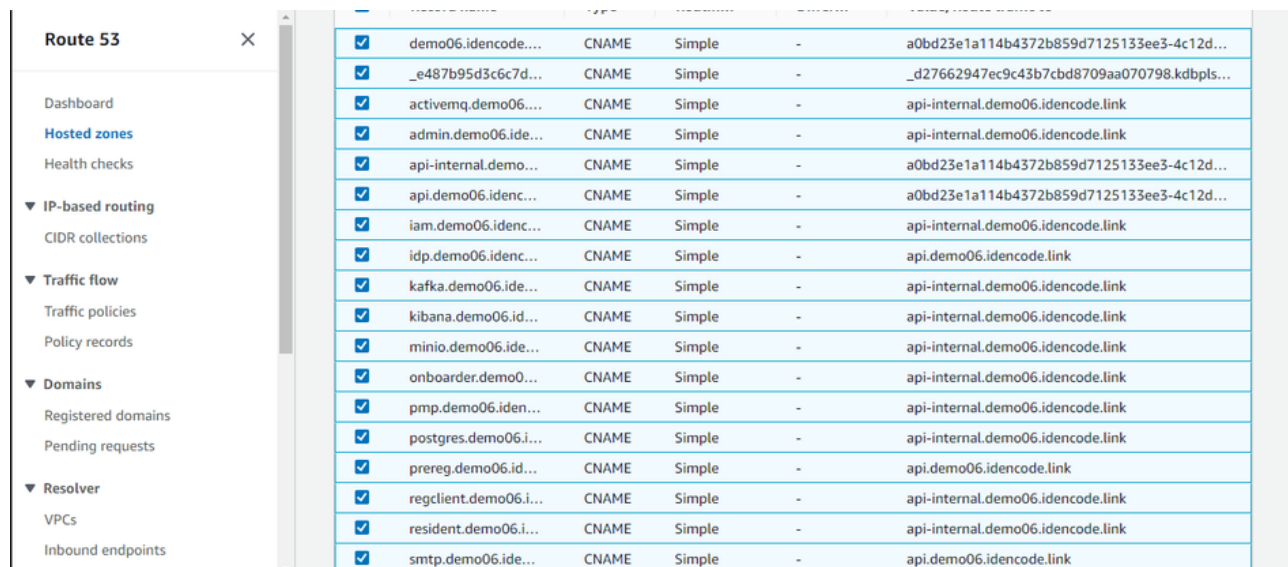 Route 53
Dashboard
Hosted zones
Health checks
IP-based routing
CIDR collections
Traffic flow
Traffic policies
Policy records
Domains
Registered domains
Pending requests
Resolver
VPCs
Inbound endpoints
demo06.idencode.... CNAME Simple - a0bd23e1a114b4372b859d7125133ee3-4c12d...
_e487b95d3c6c7d... CNAME Simple - _d27662947ec9c43b7cbd8709aa070798.kdbpls...
activemq.demo06.... CNAME Simple - api-internal.demo06.idencode.link
admin.demo06.ide... CNAME Simple - api-internal.demo06.idencode.link
api-internal.demo... CNAME Simple - a0bd23e1a114b4372b859d7125133ee3-4c12d...
api.demo06.idenc... CNAME Simple - a0bd23e1a114b4372b859d7125133ee3-4c12d...
iam.demo06.idenc... CNAME Simple - api-internal.demo06.idencode.link
idp.demo06.idenc... CNAME Simple - api.demo06.idencode.link
kafka.demo06.ide... CNAME Simple - api-internal.demo06.idencode.link
kibana.demo06.id... CNAME Simple - api-internal.demo06.idencode.link
minio.demo06.ide... CNAME Simple - api-internal.demo06.idencode.link
onboarder.demo0... CNAME Simple - api-internal.demo06.idencode.link
pmp.demo06.iden... CNAME Simple - api-internal.demo06.idencode.link
postgres.demo06.i... CNAME Simple - api-internal.demo06.idencode.link
prereg.demo06.id... CNAME Simple - api.demo06.idencode.link
regclient.demo06.i... CNAME Simple - api-internal.demo06.idencode.link
resident.demo06.i... CNAME Simple - api-internal.demo06.idencode.link
smtp.demo06.ide... CNAME Simple - api.demo06.idencode.link